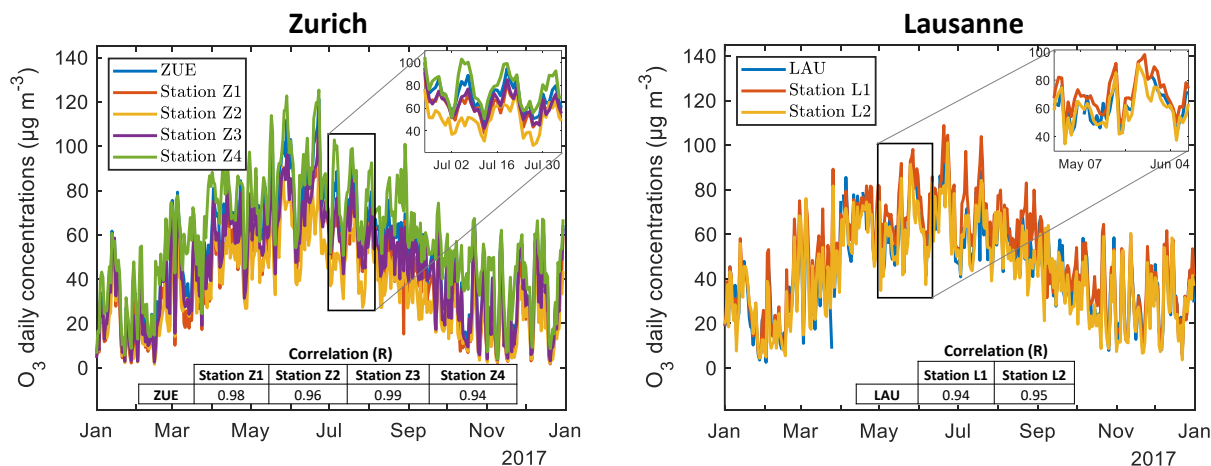 Zurich
O3 daily concentrations (µg m-3)
140
120
100
80
60
40
20
0
ZUE
Station Z1
Station Z2
Station Z3
Station Z4
100
80
60
40
Jul 02 Jul 16 Jul 30
Correlation (R)
Station Z1 Station Z2 Station Z3 Station Z4
ZUE 0.98 0.96 0.99 0.94
Jan Mar May Jul Sep Nov Jan
2017
Lausanne
O3 daily concentrations (µg m-3)
140
120
100
80
60
40
20
0
LAU
Station L1
Station L2
100
80
60
40
May 07 Jun 04
Correlation (R)
Station L1 Station L2
LAU 0.94 0.95
Jan Mar May Jul Sep Nov Jan
2017